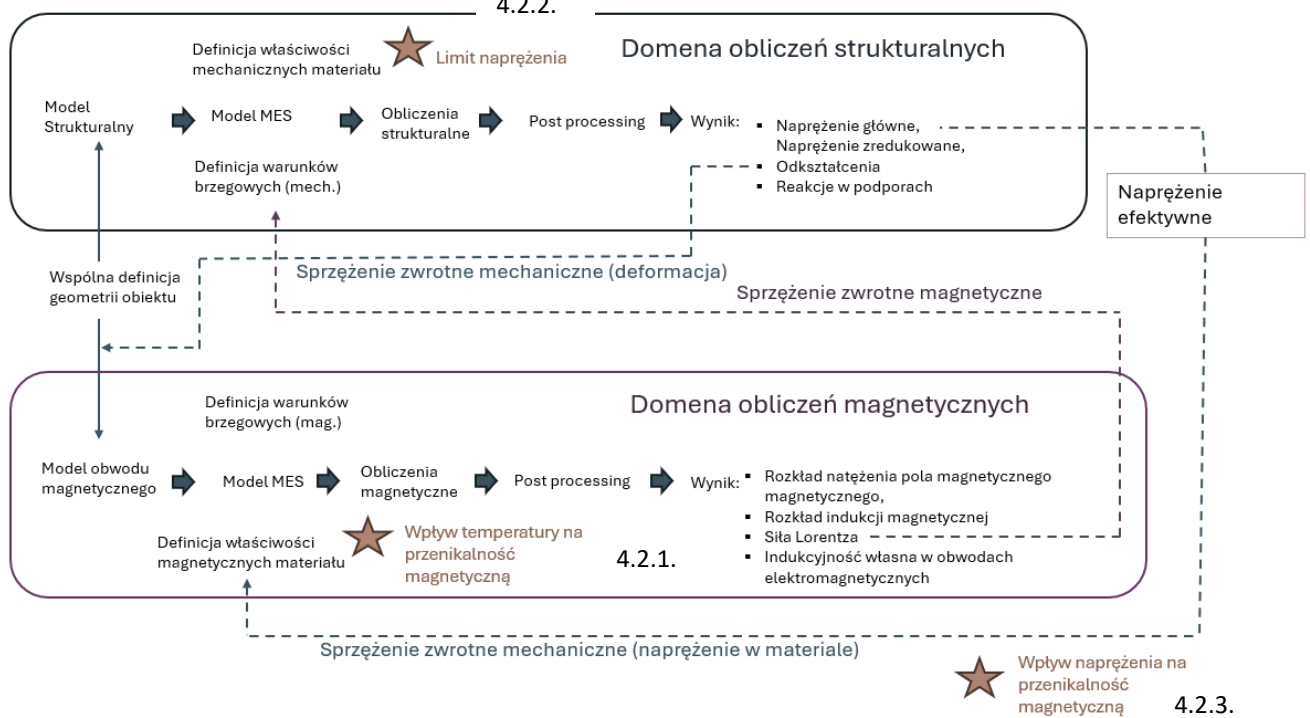 4.2.2.
Domena obliczeń strukturalnych
Definicja właściwości
mechanicznych materiału
Limit naprężenia
Model
Strukturalny
Model MES
Obliczenia
strukturalne
Post processing
Wynik:
▪ Naprężenie główne,
Naprężenie zredukowane,
▪ Odkształcenia
▪ Reakcje w podporach
Definicja warunków
brzegowych (mech.)
Naprężenie
efektywne
Wspólna definicja
geometrii obiektu
Sprzężenie zwrotne mechaniczne (deformacja)
Sprzężenie zwrotne magnetyczne
Domena obliczeń magnetycznych
Definicja warunków
brzegowych (mag.)
Model obwodu
magnetycznego
Model MES
Obliczenia
magnetyczne
Post processing
Wynik:
▪ Rozkład natężenia pola magnetycznego
magnetycznego,
▪ Rozkład indukcji magnetycznej
▪ Siła Lorentza
▪ Indukcyjność własna w obwodach
elektromagnetycznych
Definicja właściwości
magnetycznych materiału
Wpływ temperatury na
przenikalność
magnetyczną
4.2.1.
Sprzężenie zwrotne mechaniczne (naprężenie w materiale)
Wpływ naprężenia na
przenikalność
magnetyczną
4.2.3.